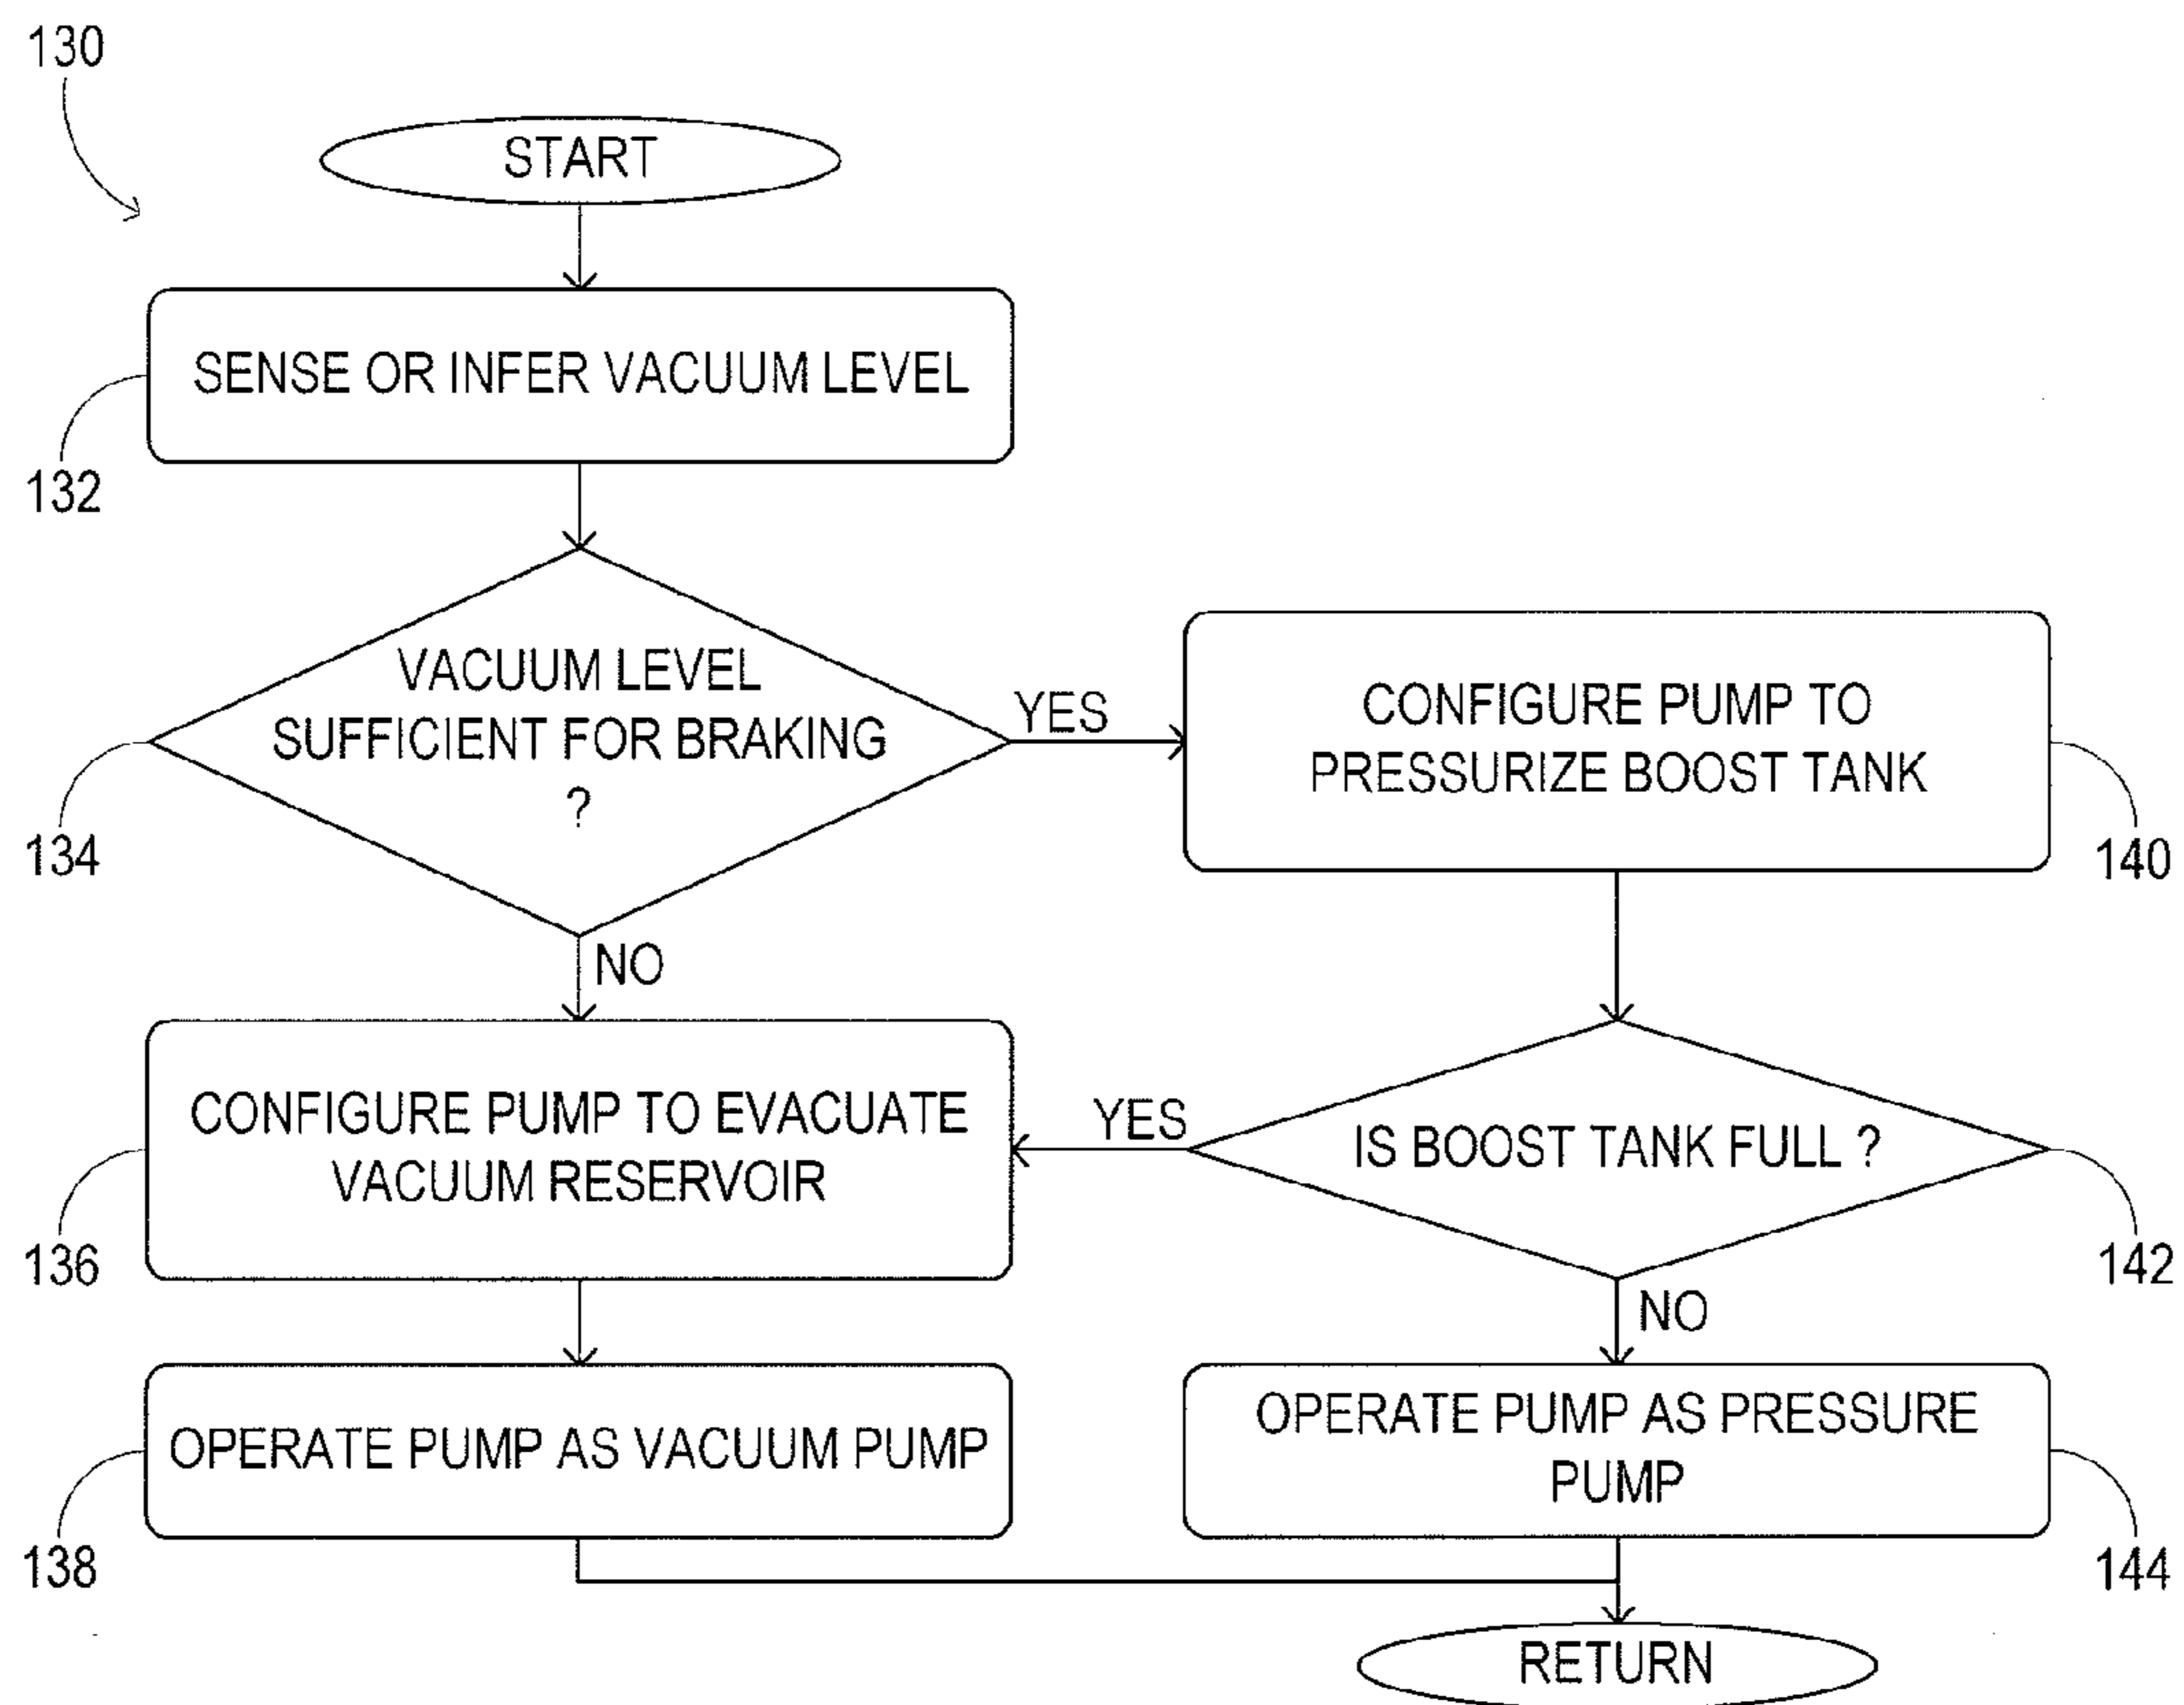 130
START
SENSE OR INFER VACUUM LEVEL
132
VACUUM LEVEL
SUFFICIENT FOR BRAKING
?
134
YES
CONFIGURE PUMP TO
PRESSURIZE BOOST TANK
140
NO
CONFIGURE PUMP TO EVACUATE
VACUUM RESERVOIR
136
YES
IS BOOST TANK FULL ?
142
NO
OPERATE PUMP AS VACUUM PUMP
138
OPERATE PUMP AS PRESSURE
PUMP
144
RETURN